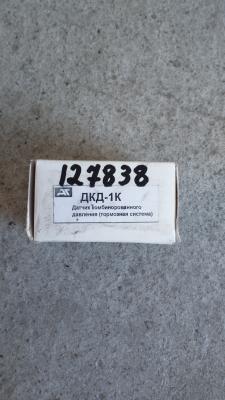 127838
ДКД-1К
Датчик комбинированного
давления (тормозная система)